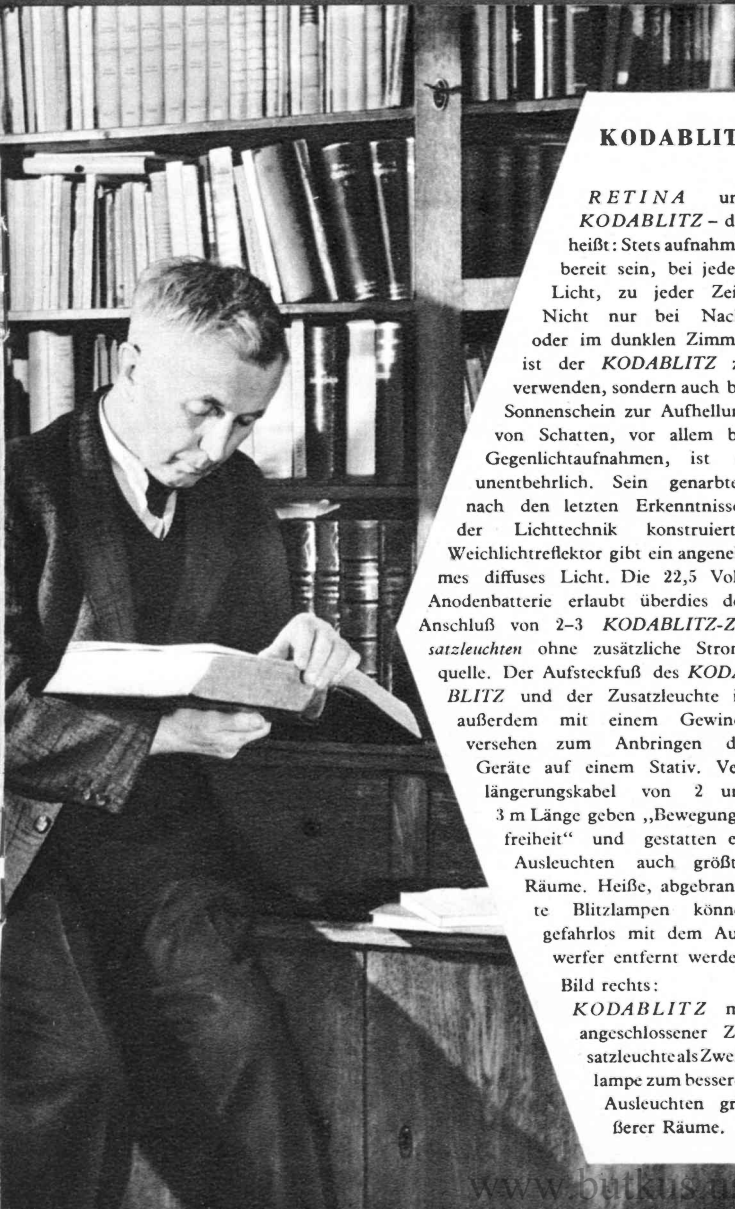 KODABLIT
RETINA un
KODABLITZ – d
heißt: Stets aufnahm
bereit sein, bei jede
Licht, zu jeder Zei
Nicht nur bei Nac
oder im dunklen Zimm
ist der KODABLITZ z
verwenden, sondern auch b
Sonnenschein zur Aufhellun
von Schatten, vor allem b
Gegenlichtaufnahmen, ist
unentbehrlich. Sein genarbte
nach den letzten Erkenntnisse
der Lichttechnik konstruiert
Weichlichtreflektor gibt ein angene
mes diffuses Licht. Die 22,5 Vol
Anodenbatterie erlaubt überdies de
Anschluß von 2–3 KODABLITZ-Z
satzleuchten ohne zusätzliche Strom
quelle. Der Aufsteckfuß des KODA
BLITZ und der Zusatzleuchte i
außerdem mit einem Gewind
versehen zum Anbringen d
Geräte auf einem Stativ. Ve
längerungskabel von 2 un
3 m Länge geben „Bewegung
freiheit“ und gestatten e
Ausleuchten auch größt
Räume. Heiße, abgebran
te Blitzlampen könne
gefahrlos mit dem Au
werfer entfernt werde
Bild rechts:
KODABLITZ m
angeschlossener Z
satzleuchte als Zwe
lampe zum besser
Ausleuchten gr
ßerer Räume.
www.butkus.us